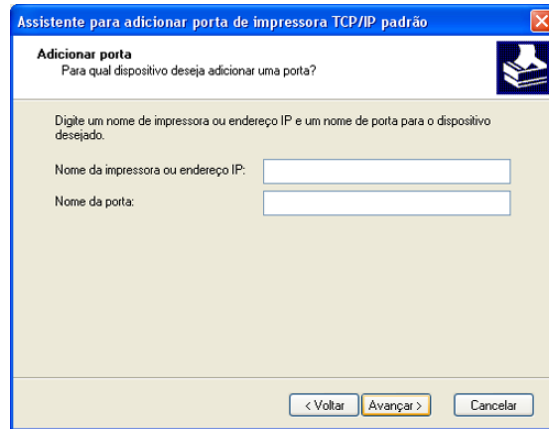 Assistente para adicionar porta de impressora TCP/IP padrão
Adicionar porta
Para qual dispositivo deseja adicionar uma porta?
Digite um nome de impressora ou endereço IP e um nome de porta para o dispositivo
desejado.
Nome da impressora ou endereço IP:
Nome da porta:
< Voltar Avançar > Cancelar